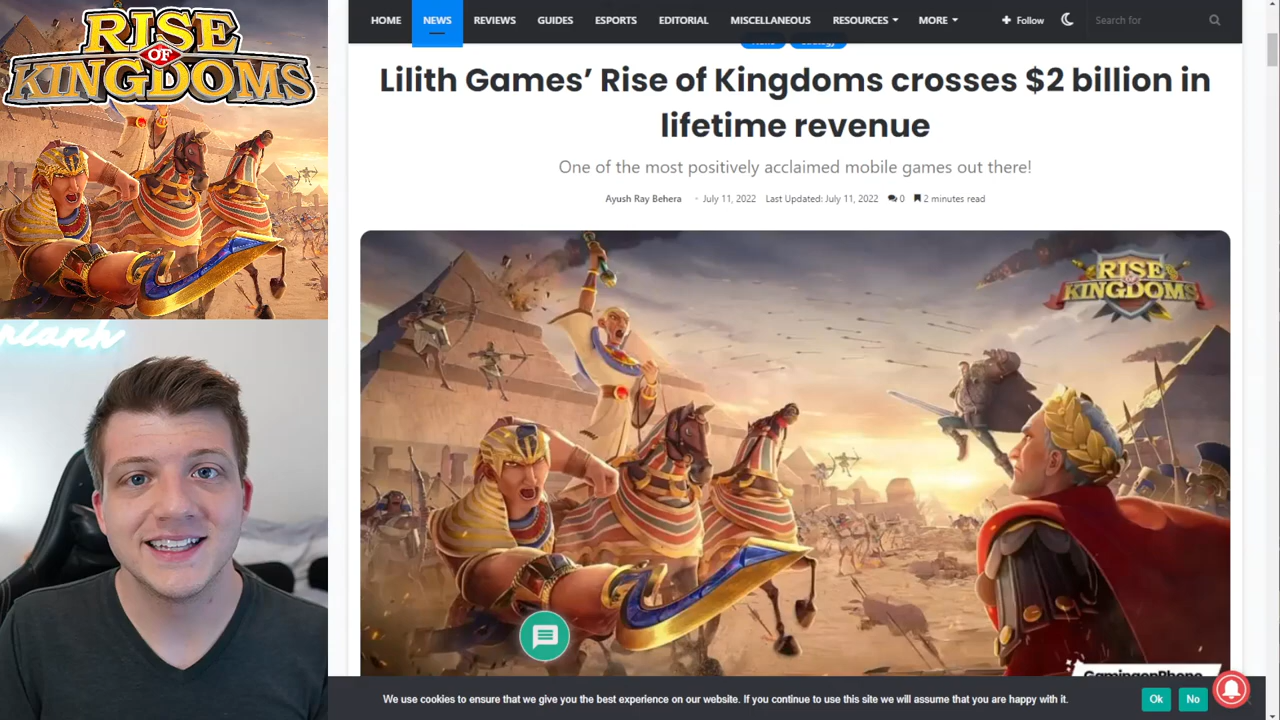 RISE
OF
KINGDOMS
HOME NEWS REVIEWS GUIDES ESPORTS EDITORIAL MISCELLANEOUS RESOURCES MORE Follow Search for
Lilith Games’ Rise of Kingdoms crosses $2 billion in
lifetime revenue
One of the most positively acclaimed mobile games out there!
Ayush Ray Behera July 11, 2022 Last Updated: July 11, 2022 0 2 minutes read
RISE
OF
KINGDOMS
GamingonPhone
We use cookies to ensure that we give you the best experience on our website. If you continue to use this site we will assume that you are happy with it. Ok No